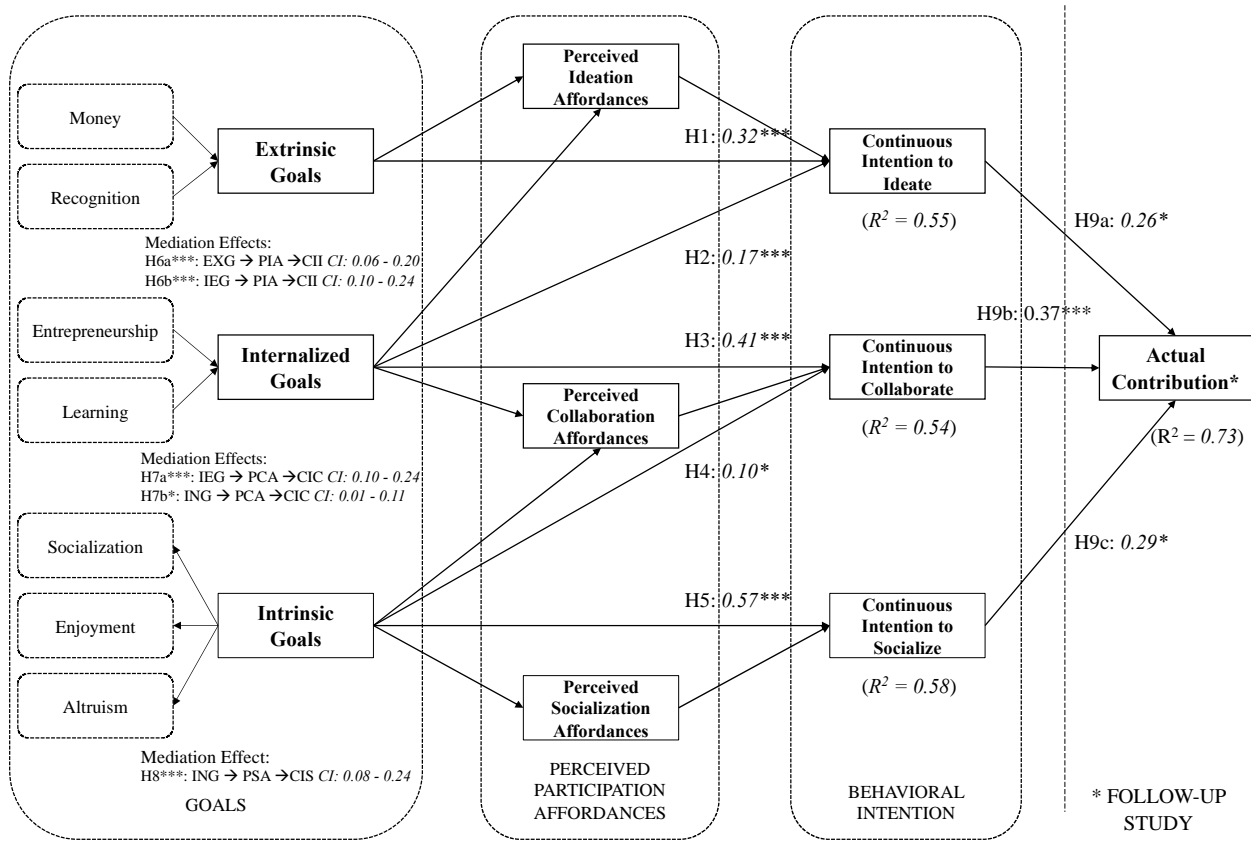 Money
Recognition
Extrinsic
Goals
Mediation Effects:
H6a***: EXG → PIA →CII CI: 0.06 - 0.20
H6b***: IEG → PIA →CII CI: 0.10 - 0.24
Entrepreneurship
Learning
Internalized
Goals
Mediation Effects:
H7a***: IEG → PCA →CIC CI: 0.10 - 0.24
H7b*: ING → PCA →CIC CI: 0.01 - 0.11
Socialization
Enjoyment
Altruism
Intrinsic
Goals
Mediation Effect:
H8***: ING → PSA →CIS CI: 0.08 - 0.24
GOALS
Perceived
Ideation
Affordances
Perceived
Collaboration
Affordances
Perceived
Socialization
Affordances
PERCEIVED
PARTICIPATION
AFFORDANCES
H1: 0.32***
H2: 0.17***
H3: 0.41***
H4: 0.10*
H5: 0.57***
Continuous
Intention to
Ideate
(R² = 0.55)
Continuous
Intention to
Collaborate
(R² = 0.54)
Continuous
Intention to
Socialize
(R² = 0.58)
BEHAVIORAL
INTENTION
H9a: 0.26*
H9b: 0.37***
H9c: 0.29*
Actual
Contribution*
(R² = 0.73)
* FOLLOW-UP
STUDY